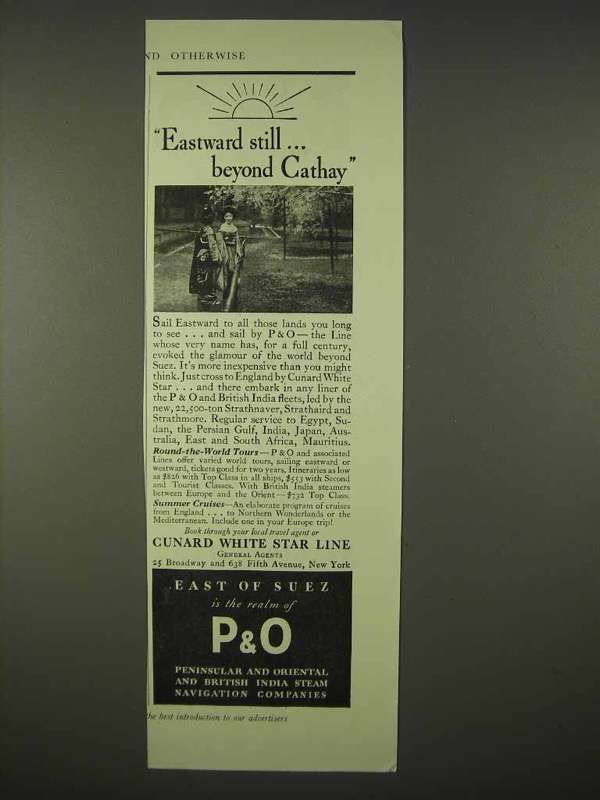 ND OTHERWISE
"Eastward still ...
beyond Cathay"
Sail Eastward to all those lands you long
to see . . . and sail by P & O — the Line
whose very name has, for a full century,
evoked the glamour of the world beyond
Suez. It's more inexpensive than you might
think. Just cross to England by Cunard White
Star . . . and there embark in any liner of
the P & O and British India fleets, led by the
new, 22,500-ton Strathnaver, Strathaird and
Strathmore. Regular service to Egypt, Su-
dan, the Persian Gulf, India, Japan, Aus-
tralia, East and South Africa, Mauritius.
Round-the-World Tours — P & O and associated
Lines offer varied world tours, sailing eastward or
westward, tickets good for two years. Itineraries as low
as $826 with Top Class in all ships, $553 with Second
and Tourist Classes. With British India steamers
between Europe and the Orient — $732 Top Class.
Summer Cruises — An elaborate program of cruises
from England . . . to Northern Wonderlands or the
Mediterranean. Include one in your Europe trip!
Book through your local travel agent or
CUNARD WHITE STAR LINE
GENERAL AGENTS
25 Broadway and 638 Fifth Avenue, New York
EAST OF SUEZ
is the realm of
P&O
PENINSULAR AND ORIENTAL
AND BRITISH INDIA STEAM
NAVIGATION COMPANIES
the best introduction to our advertisers